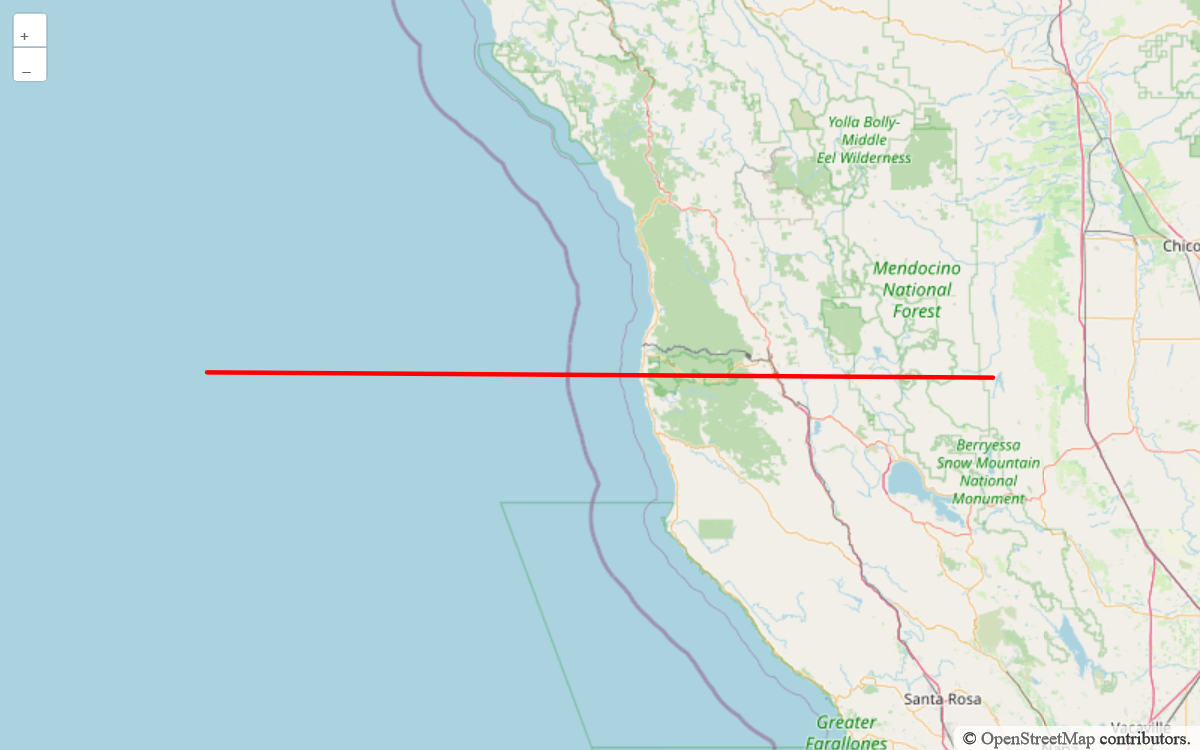 +
−
Yolla Bolly-
Middle
Eel Wilderness
Chico
Mendocino
National
Forest
Berryessa
Snow Mountain
National
Monument
Santa Rosa
Greater
Farallones
Vacaville
© OpenStreetMap contributors.